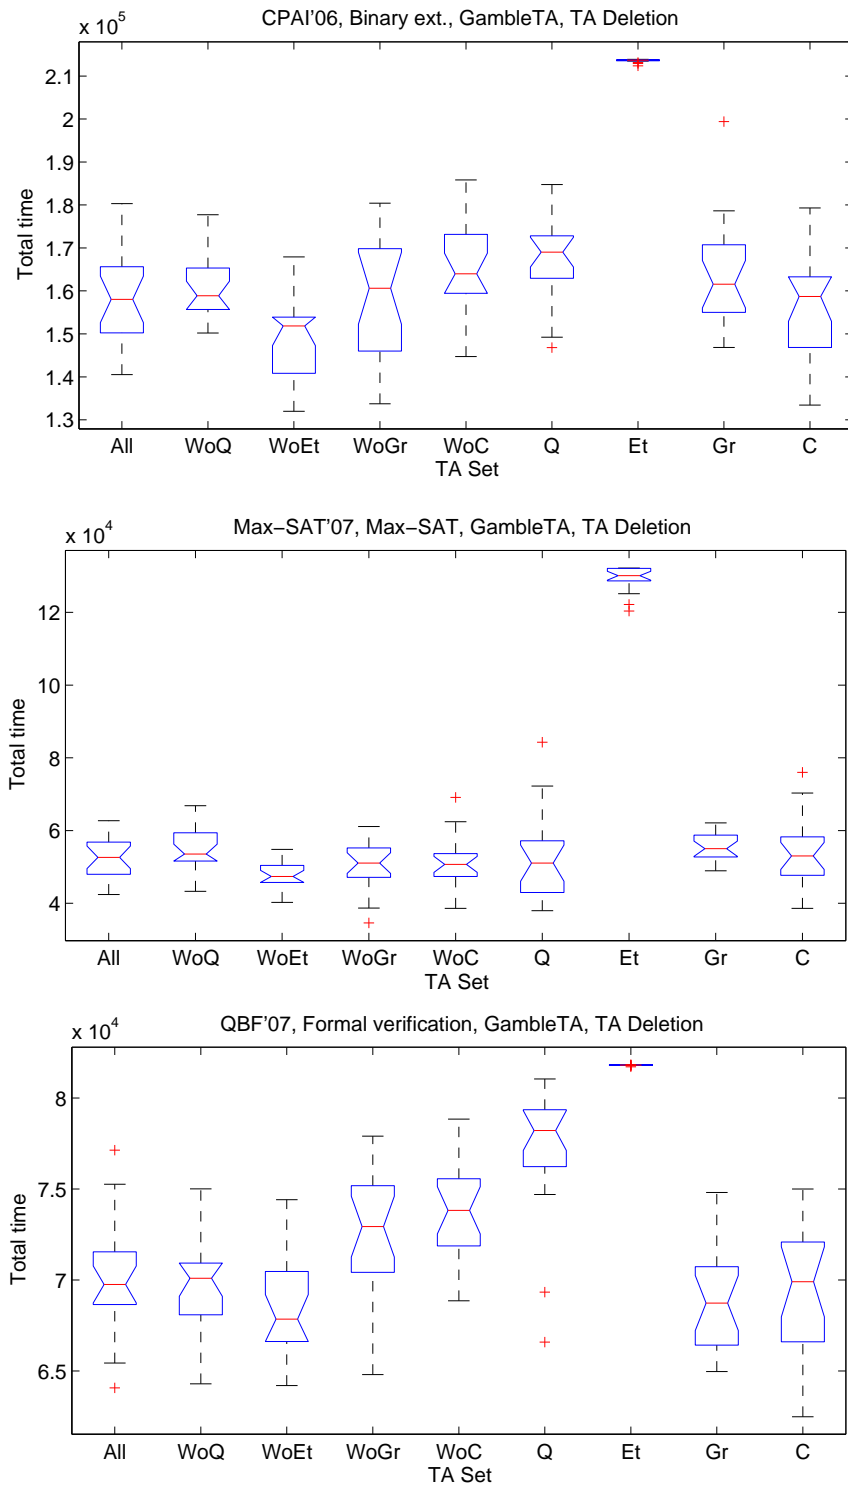 CPAI'06, Binary ext., GambleTA, TA Deletion
x 10^5
2.1
2
1.9
1.8
1.7
1.6
1.5
1.4
1.3
Total time
All WoQ WoEt WoGr WoC Q Et Gr C
TA Set
Max−SAT'07, Max−SAT, GambleTA, TA Deletion
x 10^4
12
10
8
6
4
Total time
All WoQ WoEt WoGr WoC Q Et Gr C
TA Set
QBF'07, Formal verification, GambleTA, TA Deletion
x 10^4
8
7.5
7
6.5
Total time
All WoQ WoEt WoGr WoC Q Et Gr C
TA Set